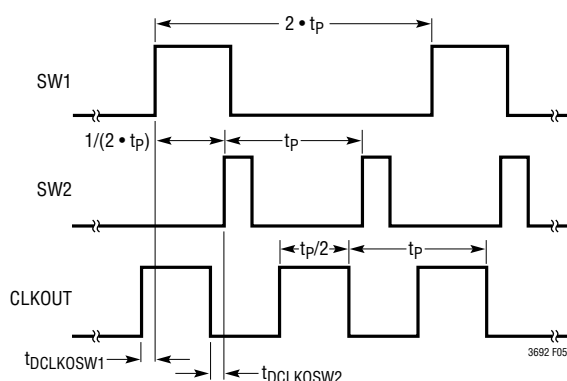 2 • tP
SW1
1/(2 • tP)
tP
SW2
tP/2
tP
CLKOUT
3692 F05
tDCLKOSW1
tDCLKOSW2